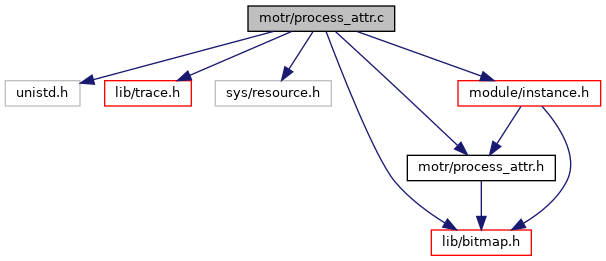 motr/process_attr.c
unistd.h
lib/trace.h
sys/resource.h
module/instance.h
motr/process_attr.h
lib/bitmap.h